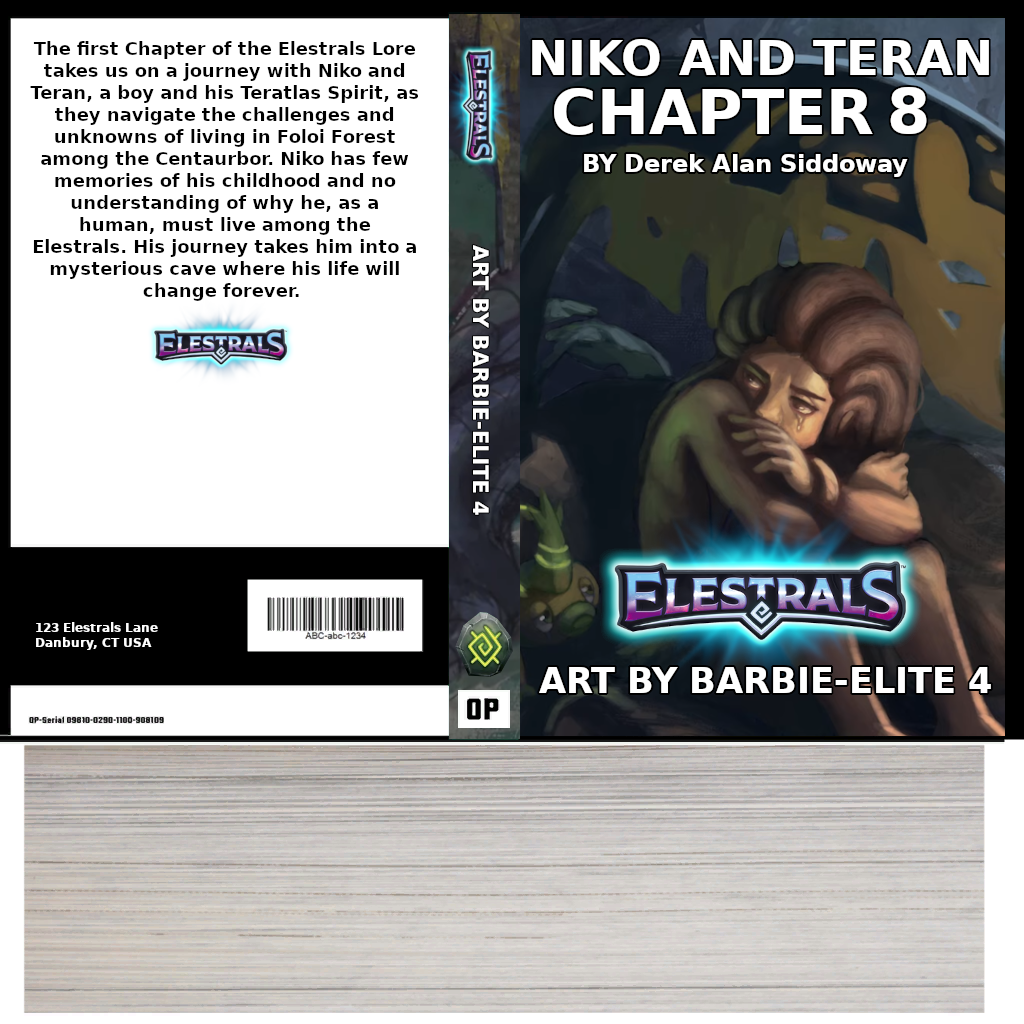 The first Chapter of the Elestrals Lore
takes us on a journey with Niko and
Teran, a boy and his Teratlas Spirit, as
they navigate the challenges and
unknowns of living in Foloi Forest
among the Centaurbor. Niko has few
memories of his childhood and no
understanding of why he, as a
human, must live among the
Elestrals. His journey takes him into a
mysterious cave where his life will
change forever.
ELESTRALS
123 Elestrals Lane
Danbury, CT USA
ABC-abc-1234
OP-Serial 09810-0290-1100-908109
ELESTRALS
ART BY BARBIE-ELITE 4
OP
NIKO AND TERAN
CHAPTER 8
BY Derek Alan Siddoway
ELESTRALS™
ART BY BARBIE-ELITE 4